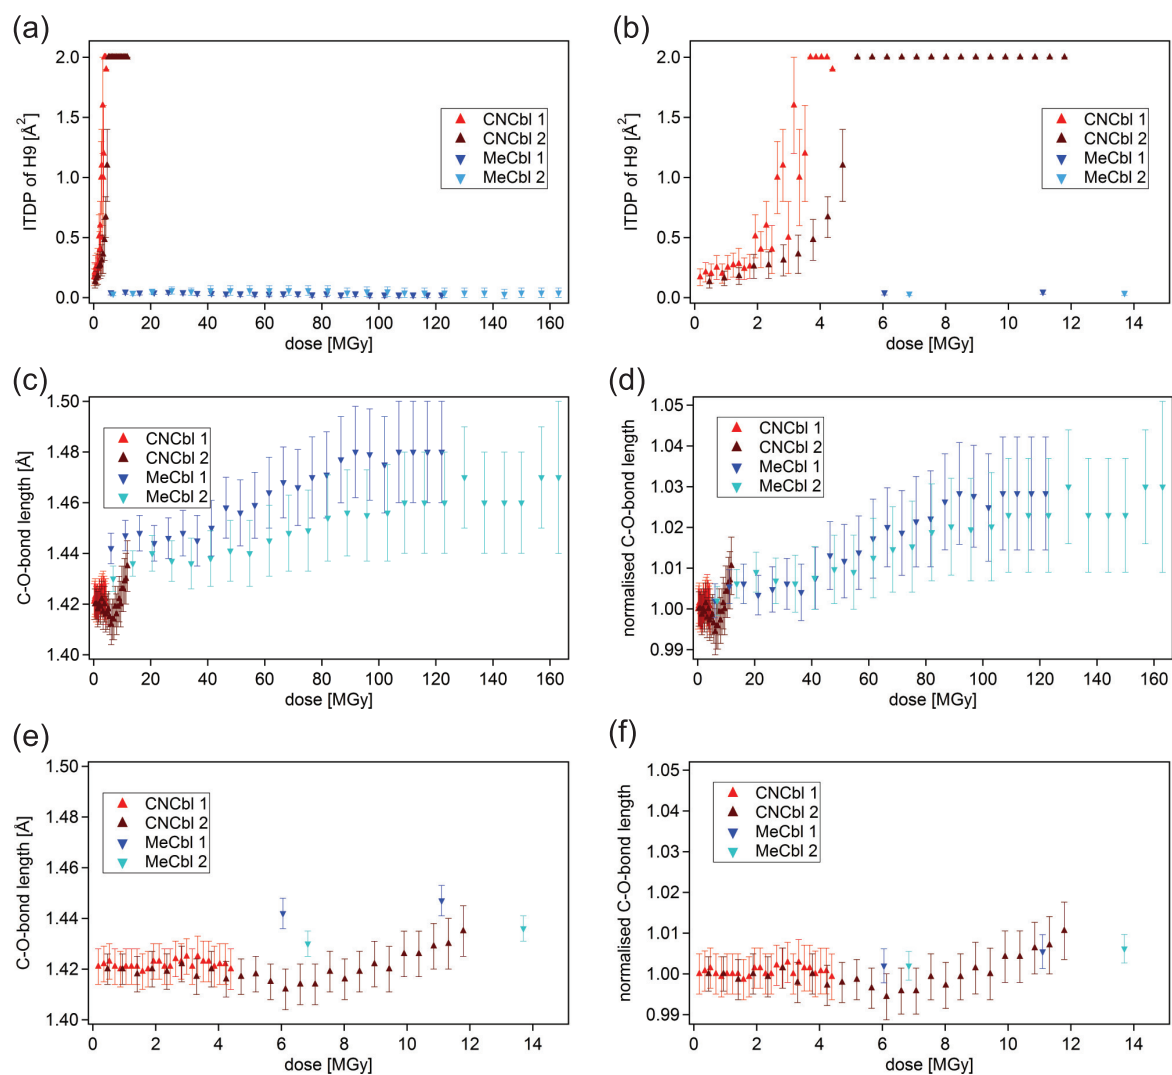 (a)
ITDP of H9 [Å²]
2.0
1.5
1.0
0.5
0.0
CNCbl 1
CNCbl 2
MeCbl 1
MeCbl 2
0 20 40 60 80 100 120 140 160
dose [MGy]
(b)
ITDP of H9 [Å²]
2.0
1.5
1.0
0.5
0.0
CNCbl 1
CNCbl 2
MeCbl 1
MeCbl 2
0 2 4 6 8 10 12 14
dose [MGy]
(c)
C-O-bond length [Å]
1.50
1.48
1.46
1.44
1.42
1.40
CNCbl 1
CNCbl 2
MeCbl 1
MeCbl 2
0 20 40 60 80 100 120 140 160
dose [MGy]
(d)
normalised C-O-bond length
1.05
1.04
1.03
1.02
1.01
1.00
0.99
CNCbl 1
CNCbl 2
MeCbl 1
MeCbl 2
0 20 40 60 80 100 120 140 160
dose [MGy]
(e)
C-O-bond length [Å]
1.50
1.48
1.46
1.44
1.42
1.40
CNCbl 1
CNCbl 2
MeCbl 1
MeCbl 2
0 2 4 6 8 10 12 14
dose [MGy]
(f)
normalised C-O-bond length
1.05
1.04
1.03
1.02
1.01
1.00
0.99
CNCbl 1
CNCbl 2
MeCbl 1
MeCbl 2
0 2 4 6 8 10 12 14
dose [MGy]